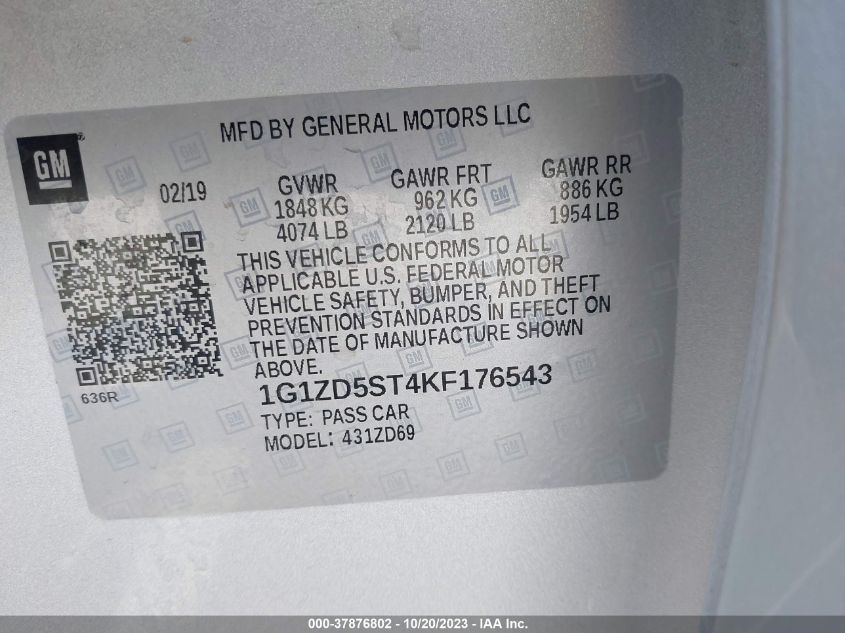 MFD BY GENERAL MOTORS LLC
GM
02/19
GVWR GAWR FRT GAWR RR
1848 KG 962 KG 886 KG
4074 LB 2120 LB 1954 LB
THIS VEHICLE CONFORMS TO ALL
APPLICABLE U.S. FEDERAL MOTOR
VEHICLE SAFETY, BUMPER, AND THEFT
PREVENTION STANDARDS IN EFFECT ON
THE DATE OF MANUFACTURE SHOWN
ABOVE.
636R
1G1ZD5ST4KF176543
TYPE: PASS CAR
MODEL: 431ZD69
000-37876802 - 10/20/2023 - IAA Inc.